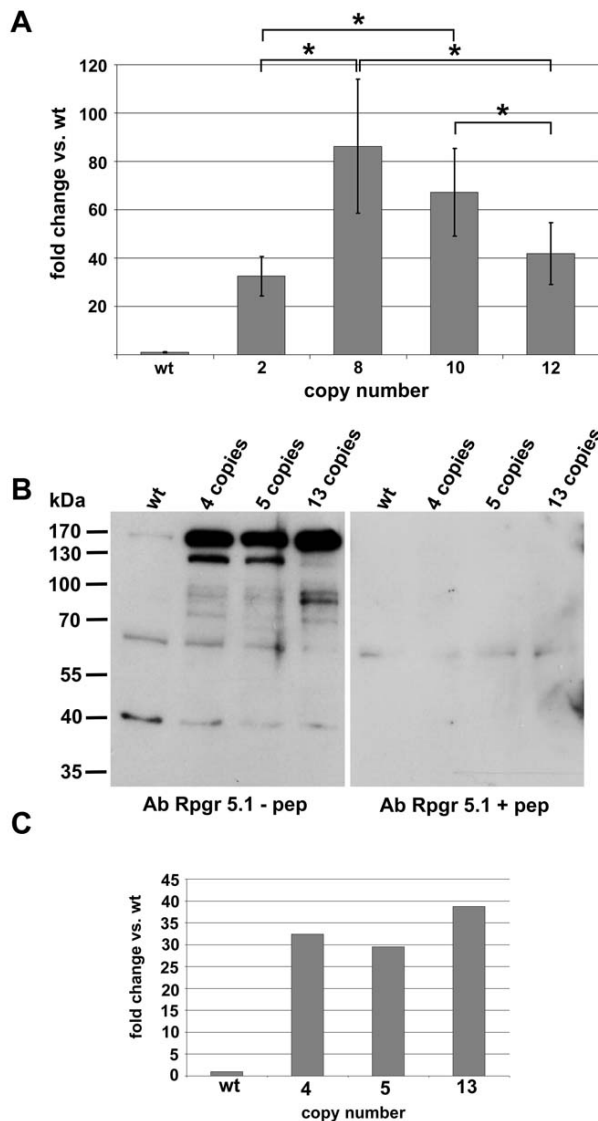 A
*
* *
*
120
100
80
60
40
20
fold change vs. wt
wt 2 8 10 12
copy number
B
kDa
wt 4 copies 5 copies 13 copies
wt 4 copies 5 copies 13 copies
170
130
100
70
55
40
35
Ab Rpgr 5.1 - pep Ab Rpgr 5.1 + pep
C
45
40
35
30
25
20
15
10
5
0
fold change vs. wt
wt 4 5 13
copy number